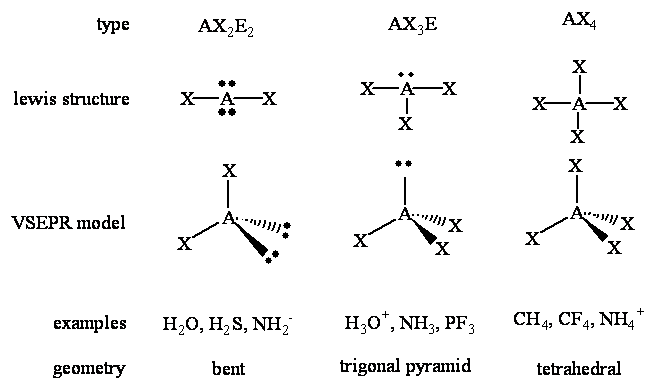 type AX₂E₂ AX₃E AX₄
X
lewis structure X A X X A X X A X
X X
X X
VSEPR model A A A
X X X X X X X
examples H₂O, H₂S, NH₂⁻ H₃O⁺, NH₃, PF₃ CH₄, CF₄, NH₄⁺
geometry bent trigonal pyramid tetrahedral